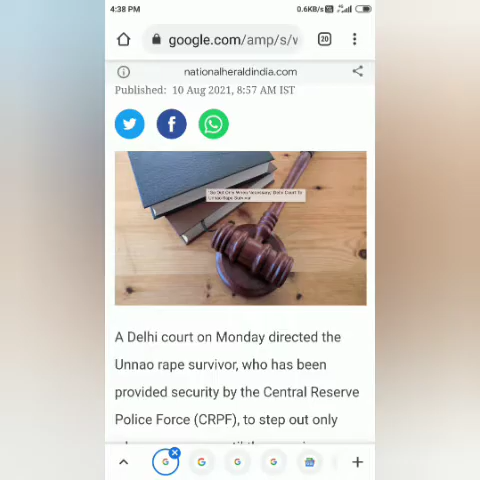 4:38 PM 0.6KB/s
google.com/amp/s/v 20
nationalheraldindia.com
Published: 10 Aug 2021, 8:57 AM IST
A Delhi court on Monday directed the
Unnao rape survivor, who has been
provided security by the Central Reserve
Police Force (CRPF), to step out only